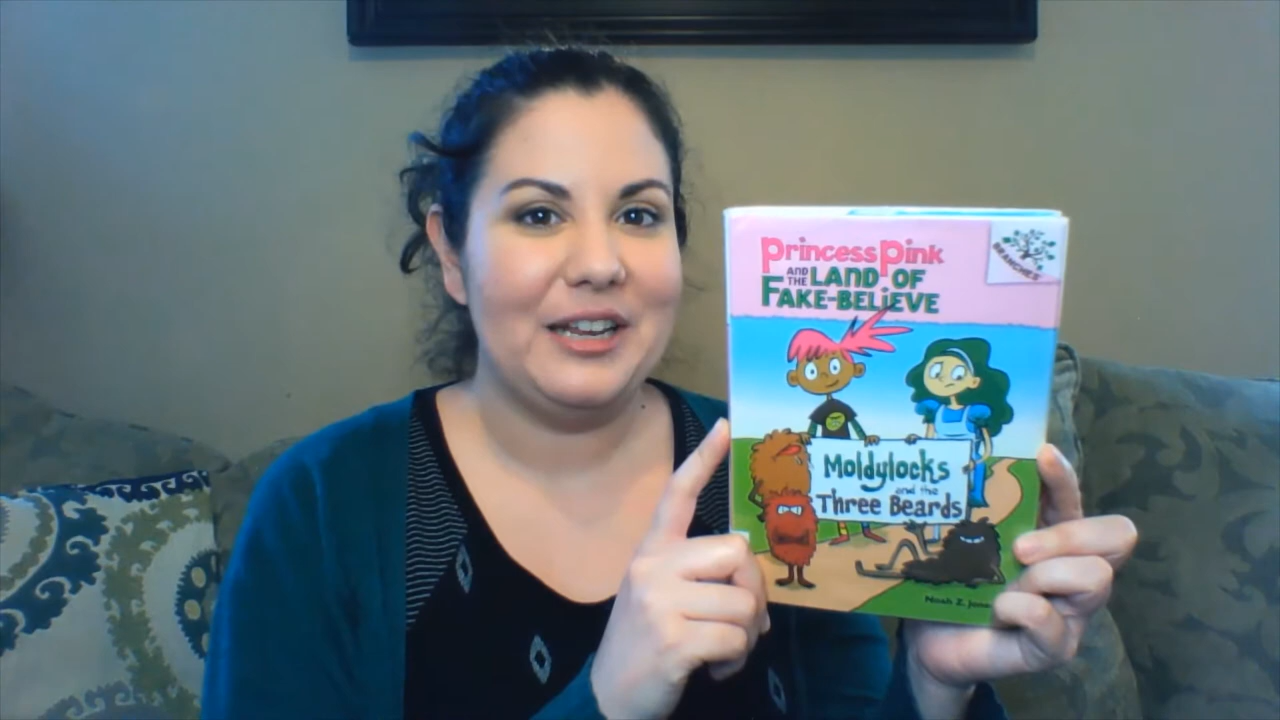 Princess Pink
AND THE LAND OF
FAKE-BELIEVE
BRANCHES
Moldylocks
and the
Three Beards
Noah Z. Jones